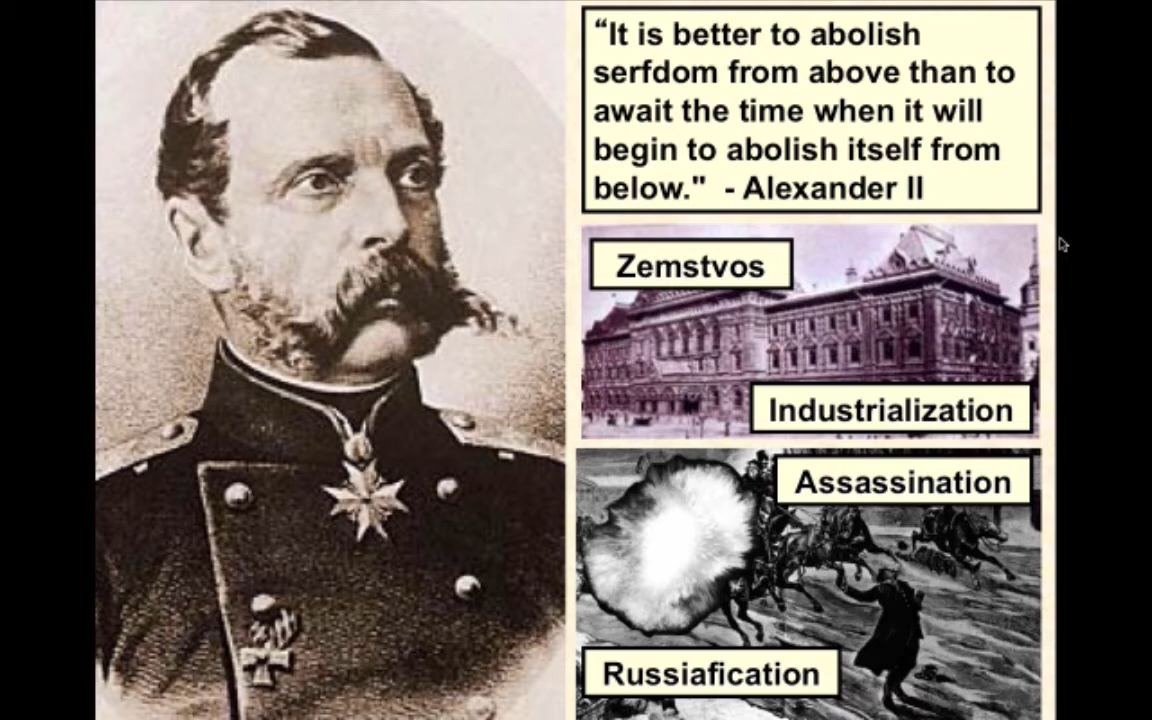 “It is better to abolish
serfdom from above than to
await the time when it will
begin to abolish itself from
below." - Alexander II
Zemstvos
Industrialization
Assassination
Russiafication